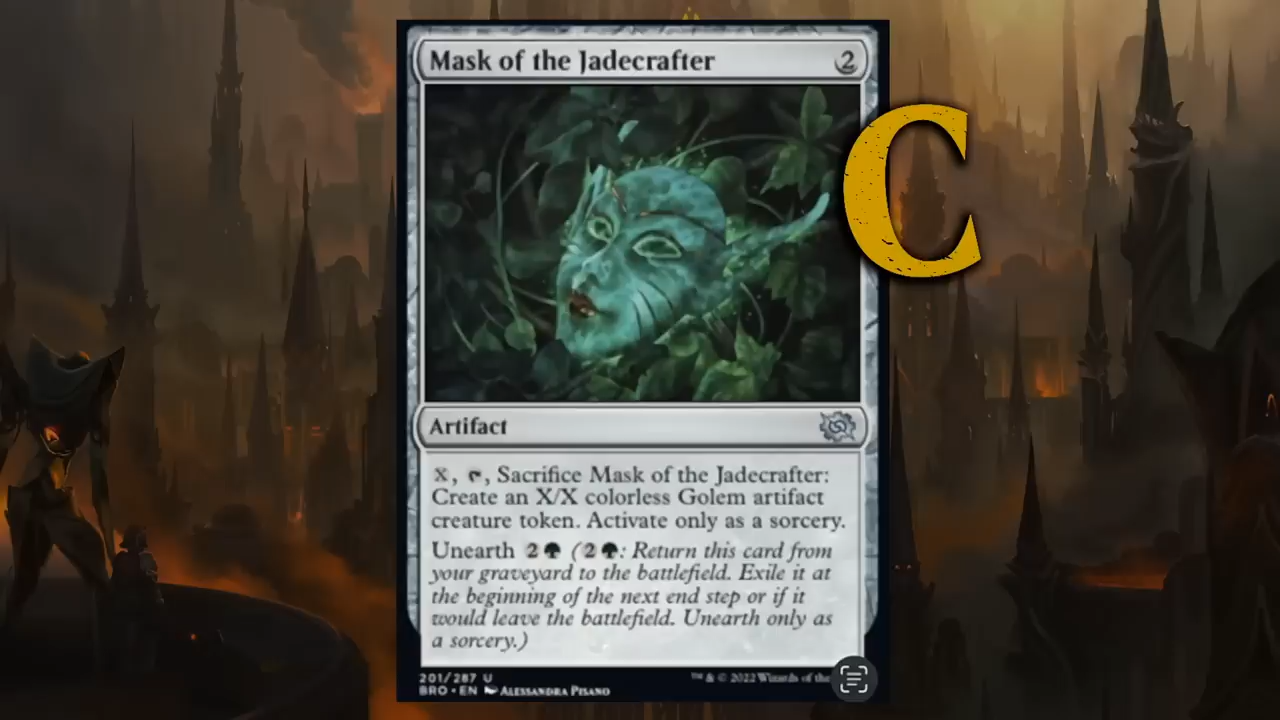 Mask of the Jadecrafter 2
C
Artifact
X, , Sacrifice Mask of the Jadecrafter:
Create an X/X colorless Golem artifact
creature token. Activate only as a sorcery.
Unearth 2 (2: Return this card from
your graveyard to the battlefield. Exile it at
the beginning of the next end step or if it
would leave the battlefield. Unearth only as
a sorcery.)
201/287 U
BRO • EN Alessandra Pisano
™ & © 2022 Wizards of the